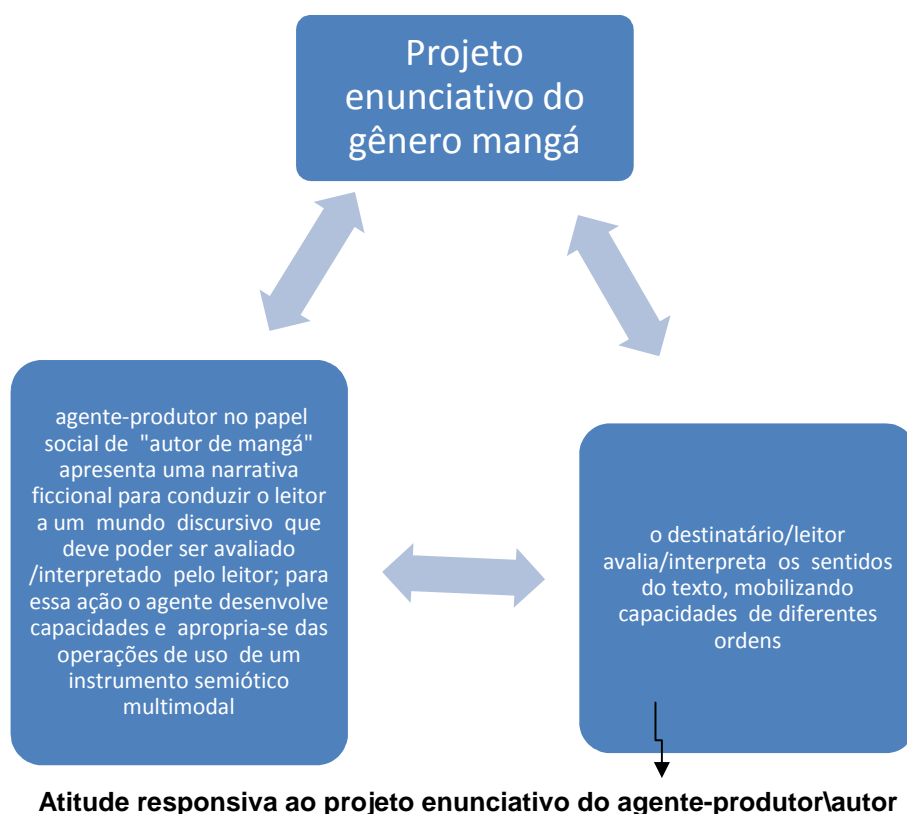 Projeto
enunciativo do
gênero mangá
agente-produtor no papel
social de "autor de mangá"
apresenta uma narrativa
ficcional para conduzir o leitor
a um mundo discursivo que
deve poder ser avaliado
/interpretado pelo leitor; para
essa ação o agente desenvolve
capacidades e apropria-se das
operações de uso de um
instrumento semiótico
multimodal
o destinatário/leitor
avalia/interpreta os sentidos
do texto, mobilizando
capacidades de diferentes
ordens
Atitude responsiva ao projeto enunciativo do agente-produtor\autor